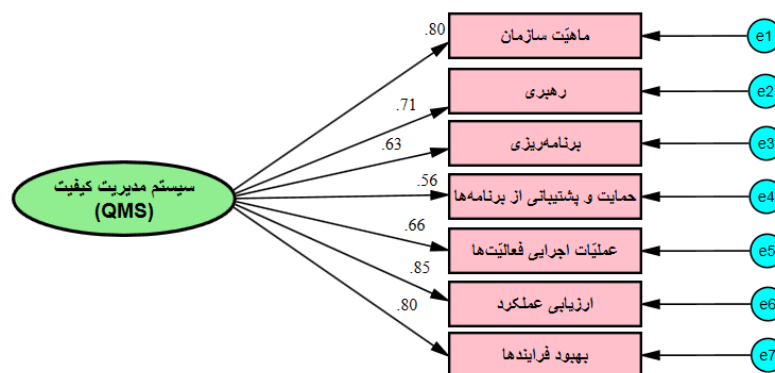 .80
ماهیّت سازمان
e1
.71
رهبری
e2
.63
برنامه‌ریزی
e3
سیستم مدیریت کیفیت
(QMS)
.56
حمایت و پشتیبانی از برنامه‌ها
e4
.66
عملیّات اجرایی فعالیّت‌ها
e5
.85
ارزیابی عملکرد
e6
.80
بهبود فرایندها
e7